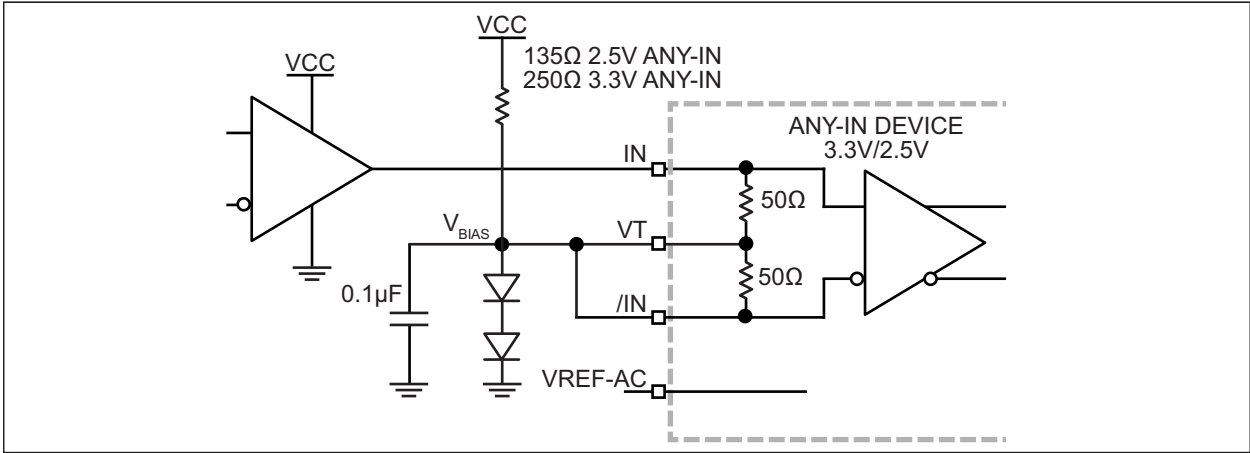 VCC
135Ω 2.5V ANY-IN
250Ω 3.3V ANY-IN
VCC
ANY-IN DEVICE
3.3V/2.5V
IN
50Ω
VBIAS
VT
50Ω
0.1µF
/IN
VREF-AC